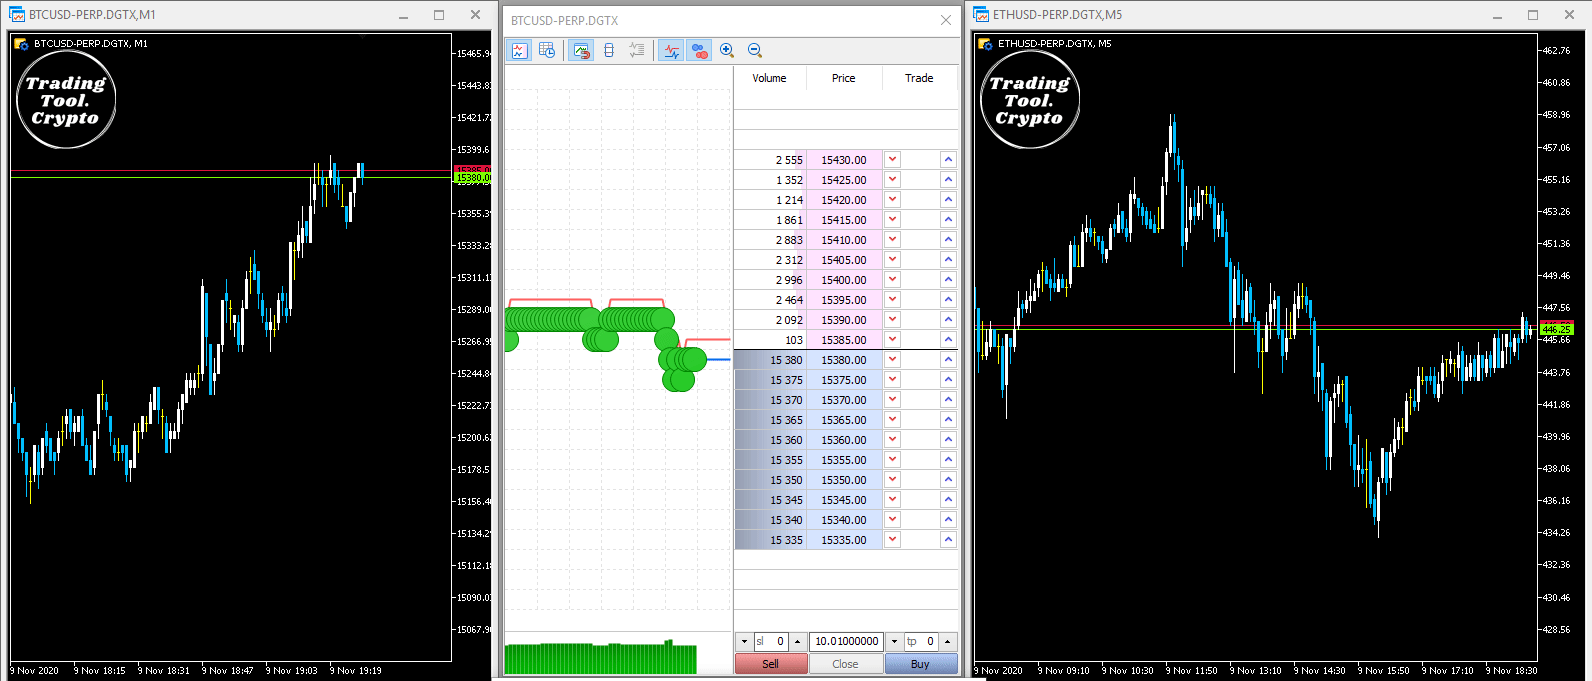 BTCUSD-PERP.DGTX,M1
BTCUSD-PERP.DGTX, M1
Trading
Tool.
Crypto
15465.9
15443.8
15421.7
15399.6
15380.0
15355.3
15333.2
15311.1
15289.0
15266.9
15244.8
15222.7
15200.6
15178.5
15156.4
15134.2
15112.1
15090.0
15067.9
9 Nov 2020
9 Nov 18:15
9 Nov 18:31
9 Nov 18:47
9 Nov 19:03
9 Nov 19:19
BTCUSD-PERP.DGTX
Volume Price Trade
2 555 15430.00
1 352 15425.00
1 214 15420.00
1 861 15415.00
2 883 15410.00
2 312 15405.00
2 996 15400.00
2 464 15395.00
2 092 15390.00
103 15385.00
15 380 15380.00
15 375 15375.00
15 370 15370.00
15 365 15365.00
15 360 15360.00
15 355 15355.00
15 350 15350.00
15 345 15345.00
15 340 15340.00
15 335 15335.00
sl 0 10.01000000 tp 0
Sell Close Buy
ETHUSD-PERP.DGTX,M5
ETHUSD-PERP.DGTX, M5
Trading
Tool.
Crypto
462.76
460.86
458.96
457.06
455.16
453.26
451.36
449.46
447.56
446.25
445.66
443.76
441.86
439.96
438.06
436.16
434.26
432.36
430.46
428.56
9 Nov 2020
9 Nov 09:10
9 Nov 10:30
9 Nov 11:50
9 Nov 13:10
9 Nov 14:30
9 Nov 15:50
9 Nov 17:10
9 Nov 18:30